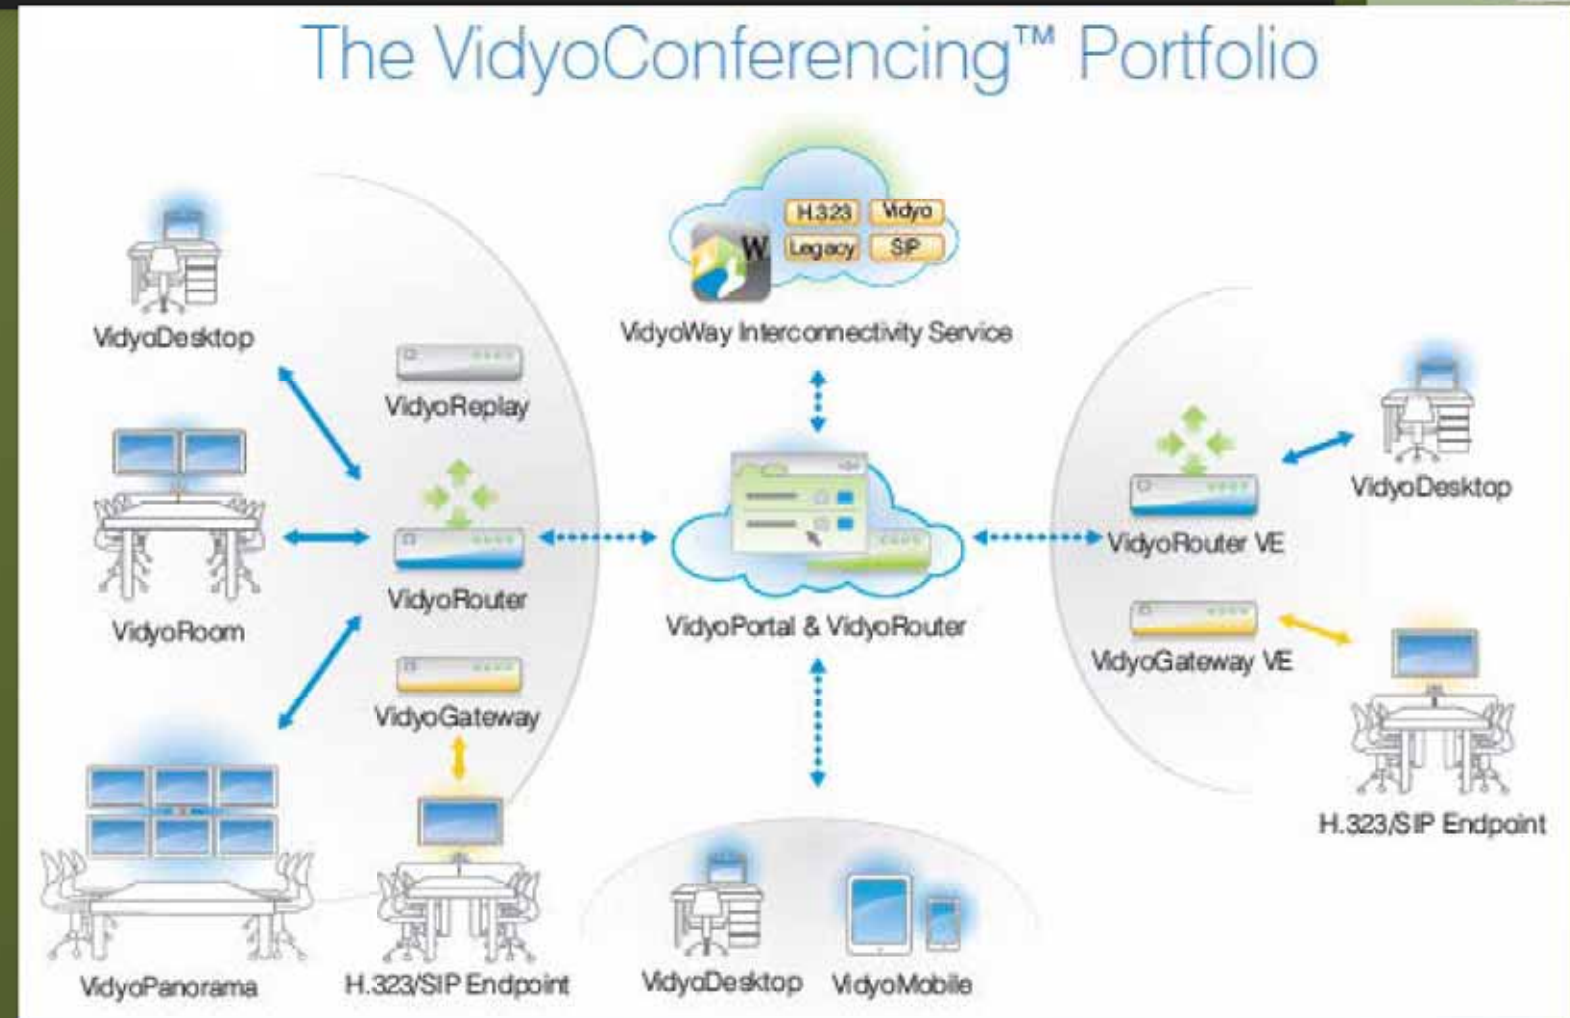 The VidyoConferencing™ Portfolio
H.323
Vidyo
Legacy
SIP
W
VidyoWay Interconnectivity Service
VidyoDesktop
VidyoReplay
VidyoRoom
VidyoRouter
VidyoGateway
VidyoPanorama
H.323/SIP Endpoint
VidyoPortal & VidyoRouter
VidyoDesktop
VidyoMobile
VidyoRouter VE
VidyoDesktop
VidyoGateway VE
H.323/SIP Endpoint